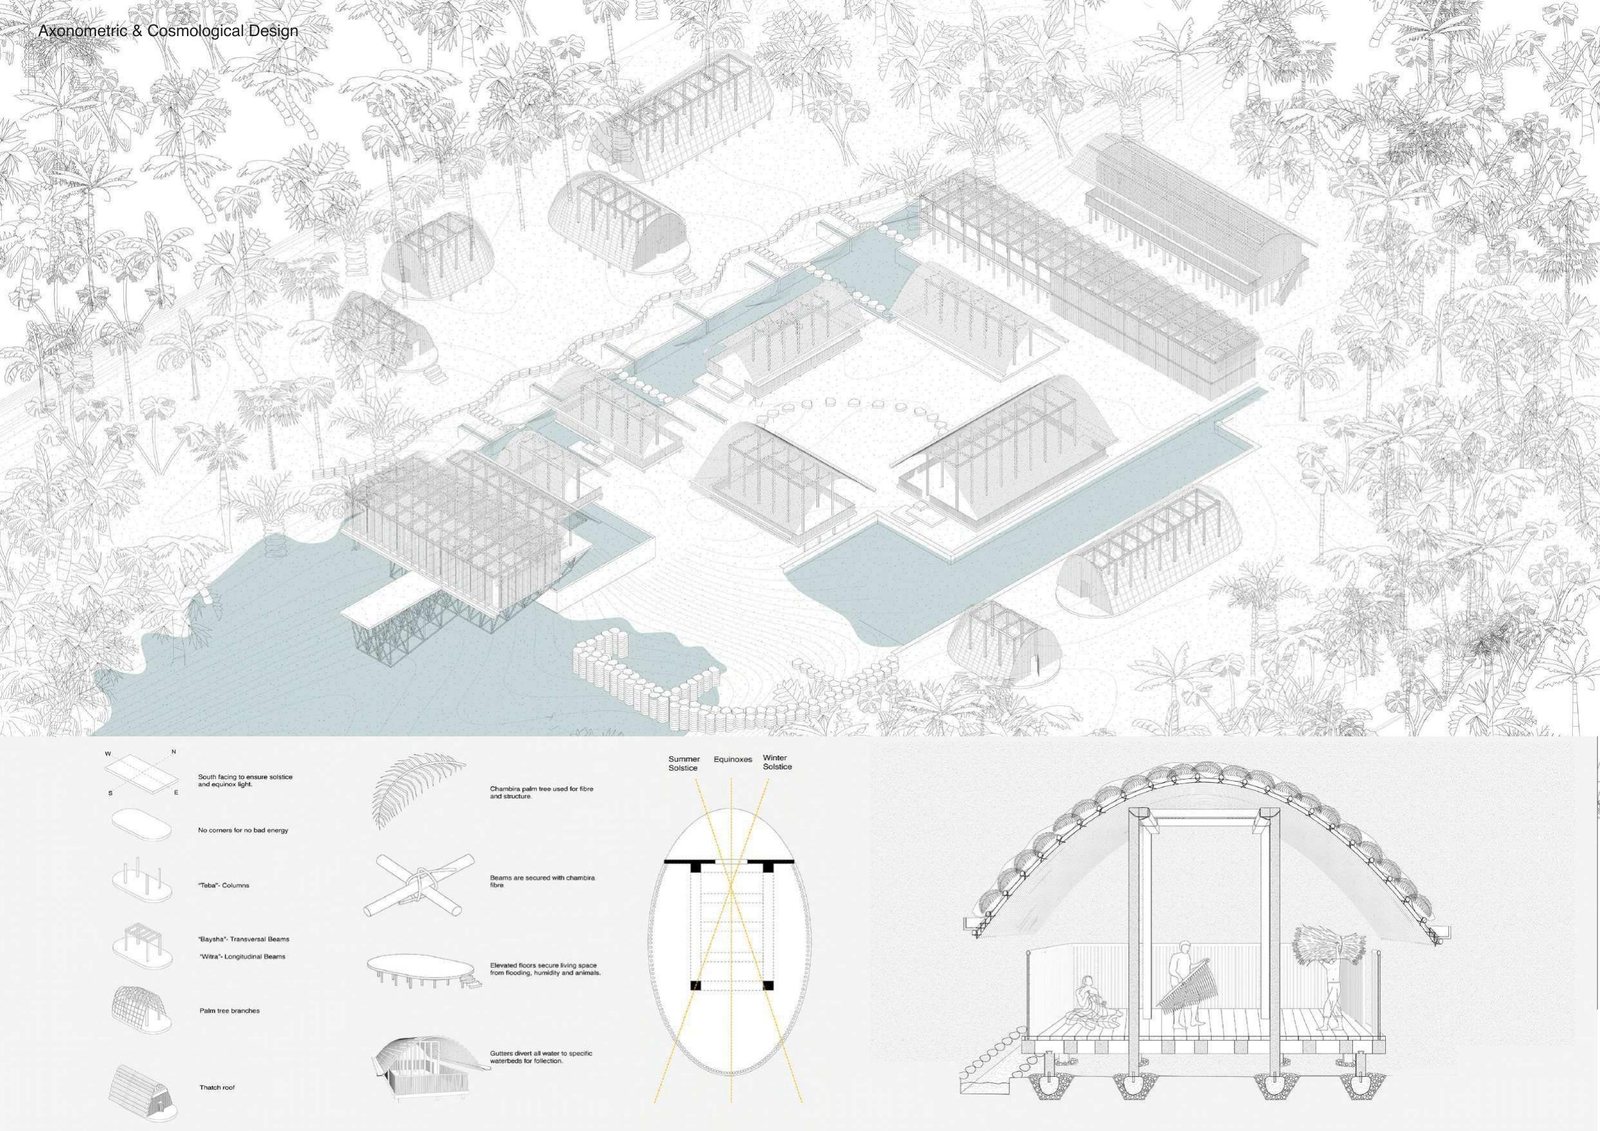 Axonometric & Cosmological Design
W
N
S
E
South facing to ensure solstice
and equinox light.
No corners for no bad energy
"Teba"- Columns
"Baysha"- Transversal Beams
"Witra"- Longitudinal Beams
Palm tree branches
Thatch roof
Chambira palm tree used for fibre
and structure.
Beams are secured with chambira
fibre
Elevated floors secure living space
from flooding, humidity and animals.
Gutters divert all water to specific
waterbeds for follection.
Summer
Solstice
Equinoxes
Winter
Solstice